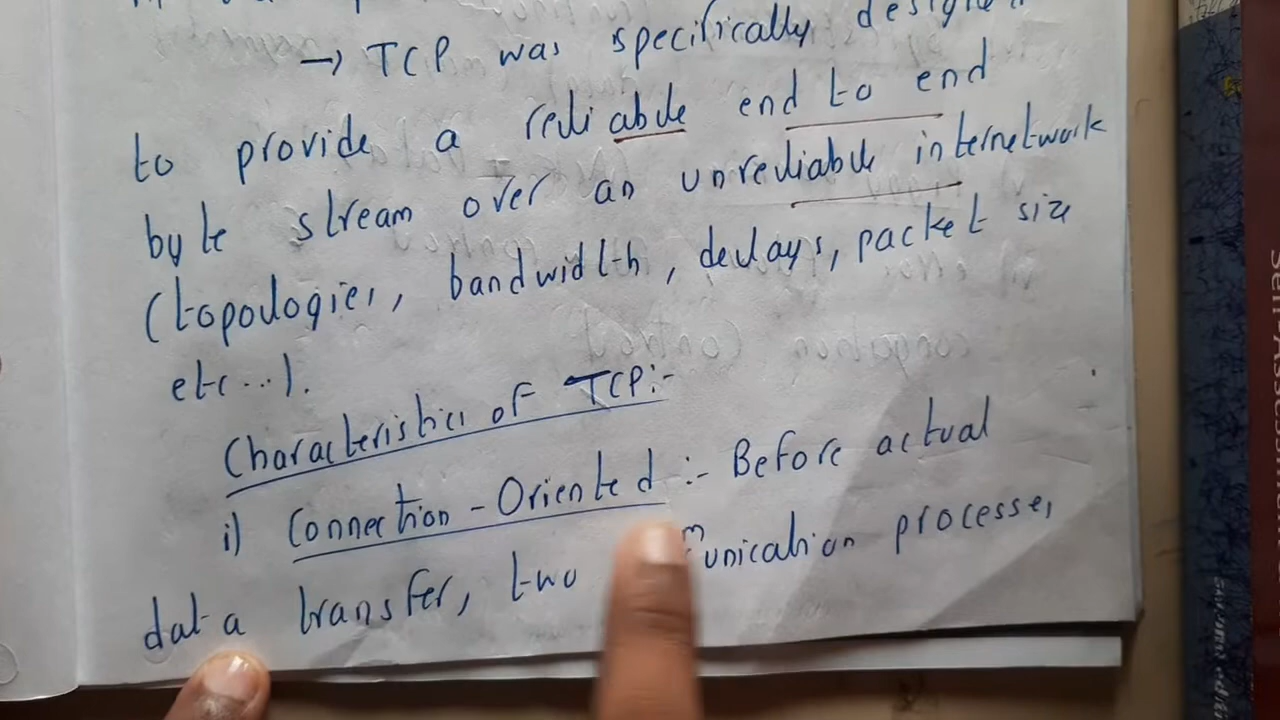 → TCP was specifically designed
to provide a reliable end to end
byte stream over an unreliable internetwork
(topologies, bandwidth, delays, packet size
etc...).
Characteristics of TCP:-
i) Connection-Oriented :- Before actual
data transfer, two processes,